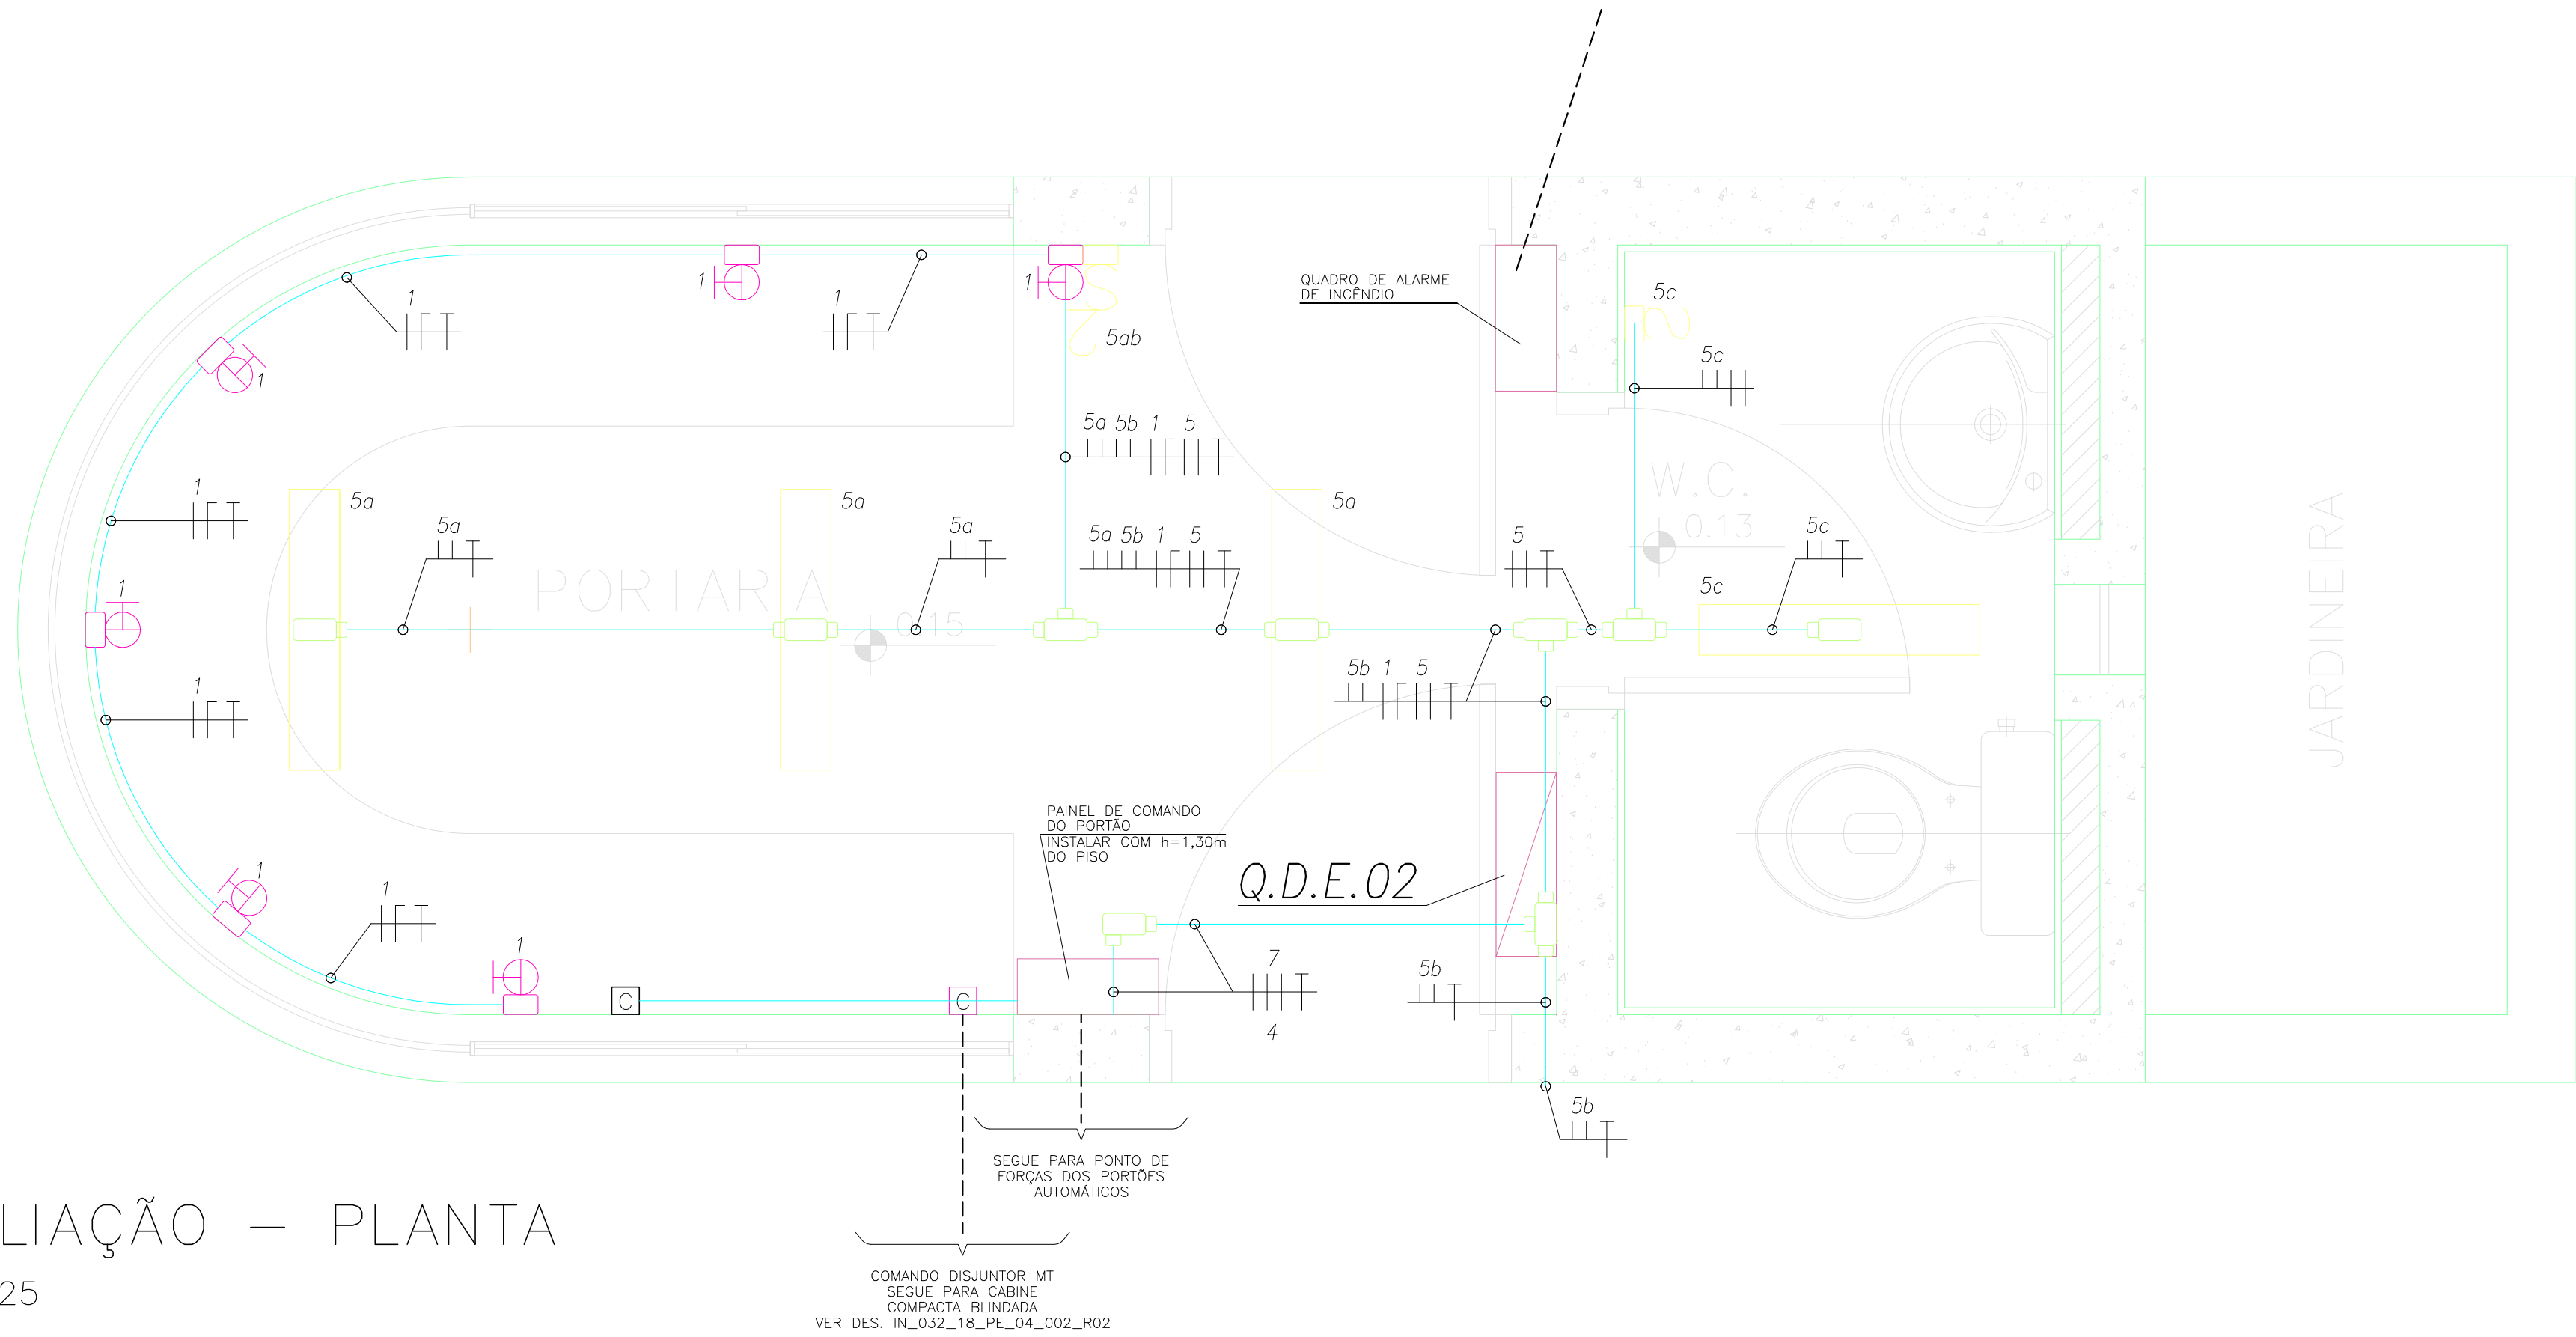 QUADRO DE ALARME
DE INCÊNDIO
1
1
1
1
1
5c
5ab
5c
5a 5b 1 5
1
5a
5a
5a
5a
5a
5a 5b 1 5
5
W.C.
0.13
5c
5c
PORTARIA
0.15
JARDINEIRA
1
1
1
5b 1 5
PAINEL DE COMANDO
DO PORTÃO
INSTALAR COM h=1,30m
DO PISO
Q.D.E.02
1
1
1
7
4
5b
C
C
5b
SEGUE PARA PONTO DE
FORÇAS DOS PORTÕES
AUTOMÁTICOS
LIAÇÃO - PLANTA
25
COMANDO DISJUNTOR MT
SEGUE PARA CABINE
COMPACTA BLINDADA
VER DES. IN_032_18_PE_04_002_R02